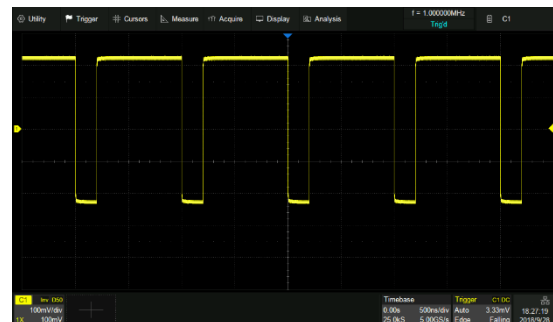 Utility Trigger Cursors Measure Acquire Display Analysis f = 1.000000MHz C1
Trig'd
C1 Inv D50
100mV/div
1X 100mV
Timebase
0.00s 500ns/div
25.0kS 5.00GS/s
Trigger C1 DC
Auto 3.33mV
Edge Falling
18:27:19
2018/9/28